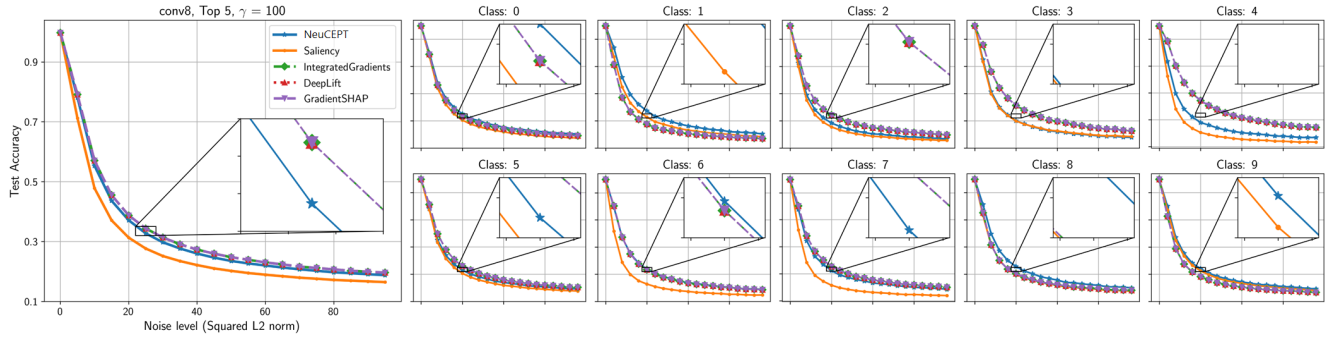 conv8, Top 5, γ = 100
Test Accuracy
0.9
0.7
0.5
0.3
0.1
0
20
40
60
80
Noise level (Squared L2 norm)
NeuCEPT
Saliency
IntegratedGradients
DeepLift
GradientSHAP
Class: 0
Class: 1
Class: 2
Class: 3
Class: 4
Class: 5
Class: 6
Class: 7
Class: 8
Class: 9